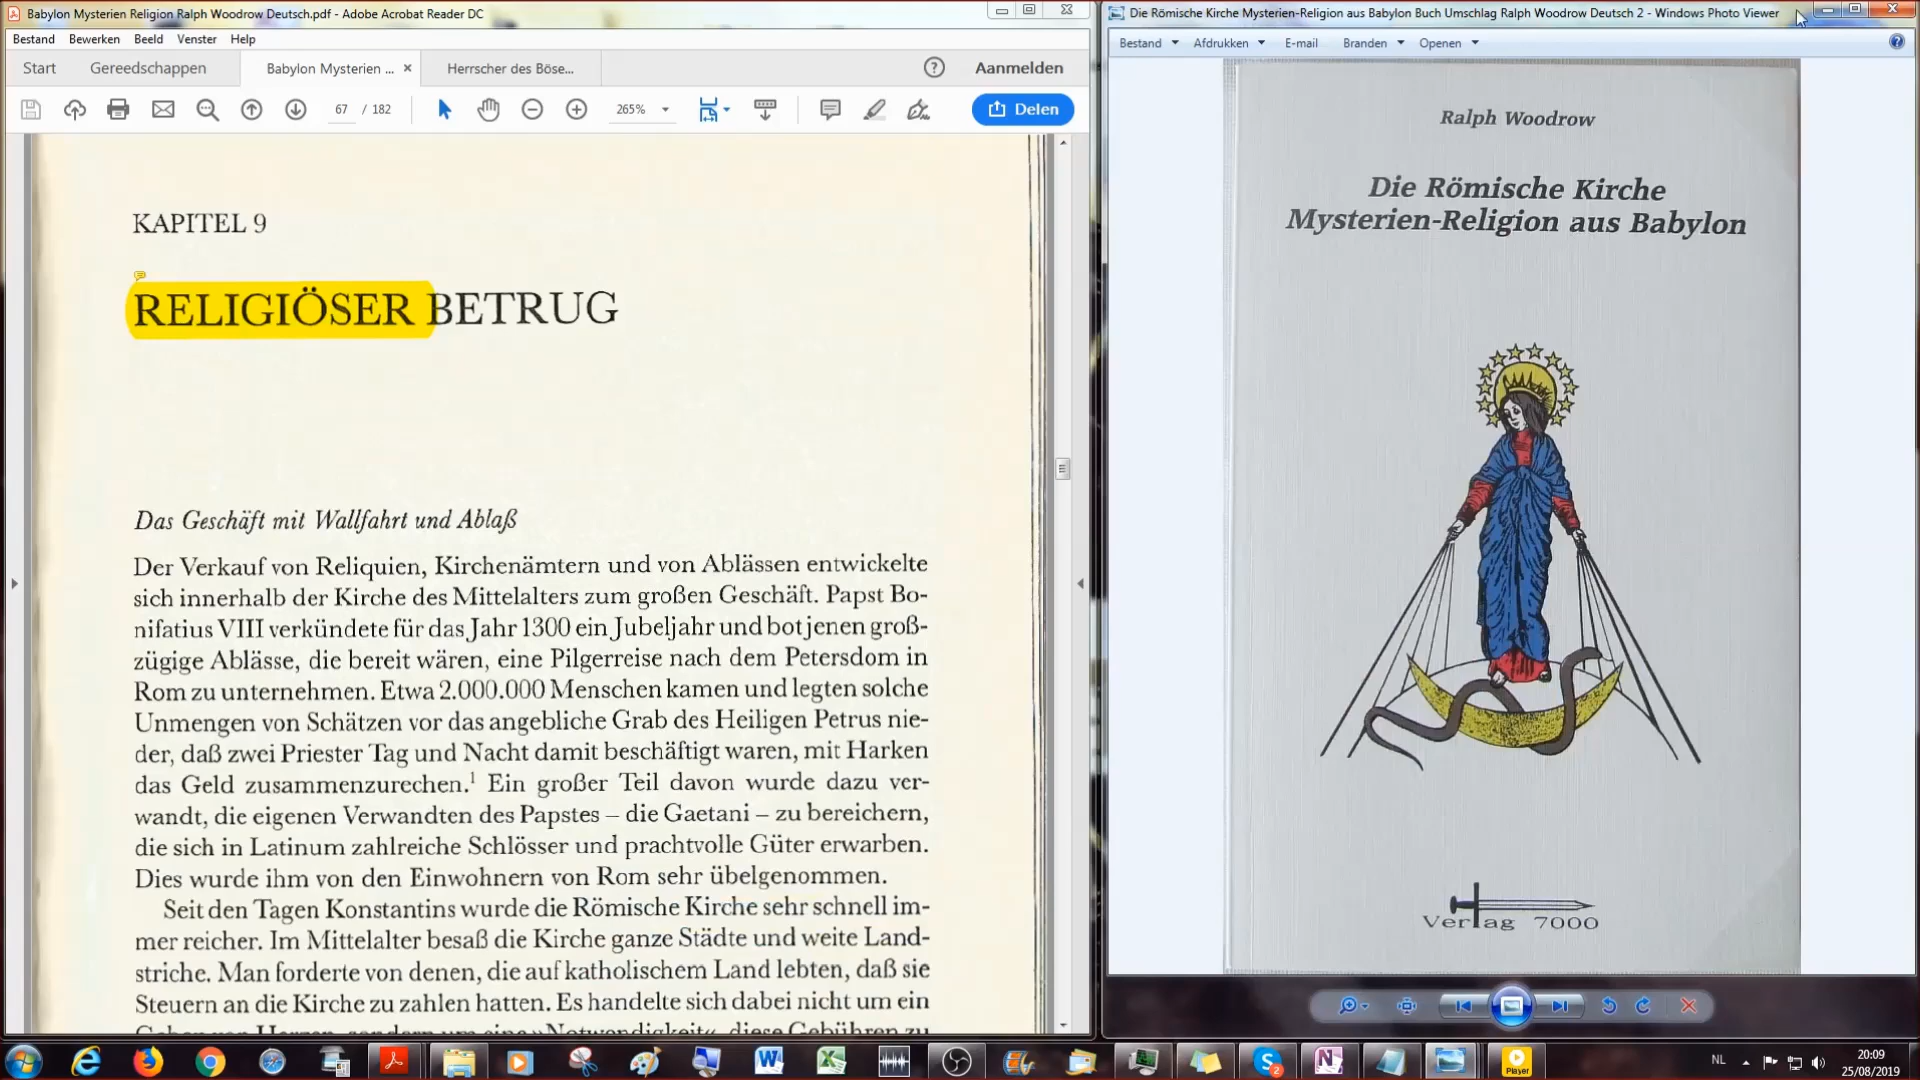 Babylon Mysterien Religion Ralph Woodrow Deutsch.pdf - Adobe Acrobat Reader DC
Bestand Bewerken Beeld Venster Help
Start Gereedschappen Babylon Mysterien ... × Herrscher des Böse... Aanmelden
67 / 182 265% Delen
KAPITEL 9
RELIGIÖSER BETRUG
Das Geschäft mit Wallfahrt und Ablaß
Der Verkauf von Reliquien, Kirchenämtern und von Ablässen entwickelte
sich innerhalb der Kirche des Mittelalters zum großen Geschäft. Papst Bo-
nifatius VIII verkündete für das Jahr 1300 ein Jubeljahr und bot jenen groß-
zügige Ablässe, die bereit wären, eine Pilgerreise nach dem Petersdom in
Rom zu unternehmen. Etwa 2.000.000 Menschen kamen und legten solche
Unmengen von Schätzen vor das angebliche Grab des Heiligen Petrus nie-
der, daß zwei Priester Tag und Nacht damit beschäftigt waren, mit Harken
das Geld zusammenzurechen.¹ Ein großer Teil davon wurde dazu ver-
wandt, die eigenen Verwandten des Papstes – die Gaetani – zu bereichern,
die sich in Latinum zahlreiche Schlösser und prachtvolle Güter erwarben.
Dies wurde ihm von den Einwohnern von Rom sehr übelgenommen.
Seit den Tagen Konstantins wurde die Römische Kirche sehr schnell im-
mer reicher. Im Mittelalter besaß die Kirche ganze Städte und weite Land-
striche. Man forderte von denen, die auf katholischem Land lebten, daß sie
Steuern an die Kirche zu zahlen hatten. Es handelte sich dabei nicht um ein
Geben von Herzen, sondern um eine »Notwendigkeit«, diese Gebühren zu
Die Römische Kirche Mysterien-Religion aus Babylon Buch Umschlag Ralph Woodrow Deutsch 2 - Windows Photo Viewer
Bestand Afdrukken E-mail Branden Openen
Ralph Woodrow
Die Römische Kirche
Mysterien-Religion aus Babylon
Verlag 7000
Player
NL
20:09
25/08/2019